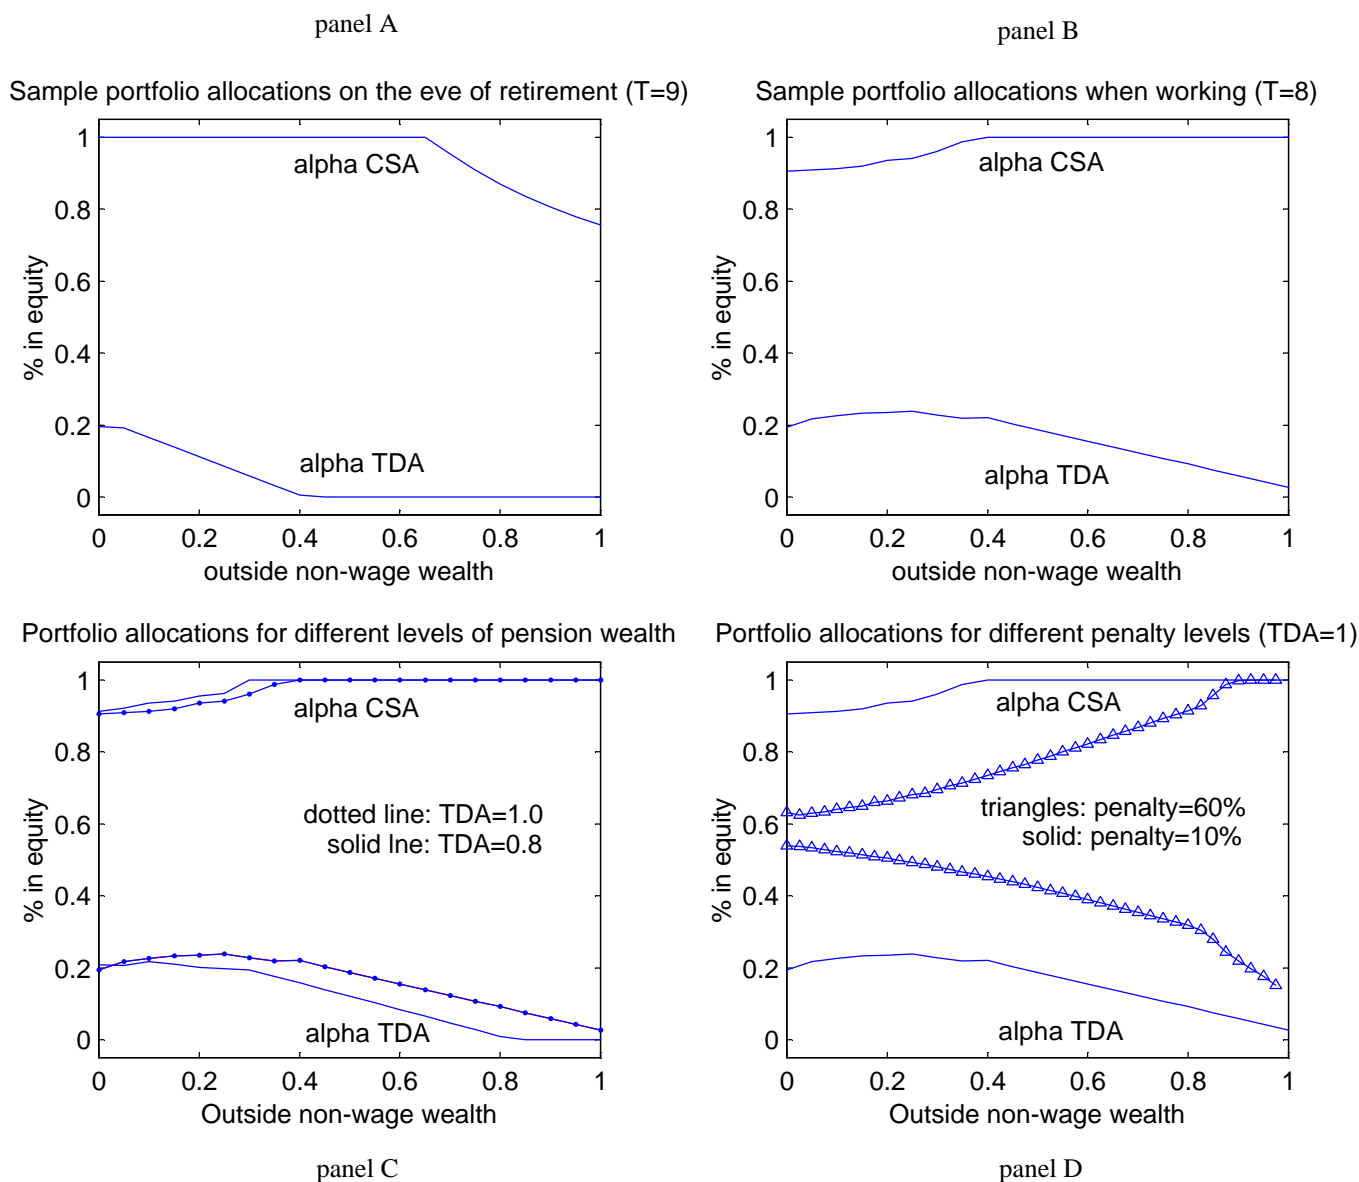 panel A
panel B
Sample portfolio allocations on the eve of retirement (T=9)
1
0.8
0.6
0.4
0.2
0
% in equity
alpha CSA
alpha TDA
0 0.2 0.4 0.6 0.8 1
outside non-wage wealth
Sample portfolio allocations when working (T=8)
1
0.8
0.6
0.4
0.2
0
% in equity
alpha CSA
alpha TDA
0 0.2 0.4 0.6 0.8 1
outside non-wage wealth
Portfolio allocations for different levels of pension wealth
1
0.8
0.6
0.4
0.2
0
% in equity
alpha CSA
dotted line: TDA=1.0
solid lne: TDA=0.8
alpha TDA
0 0.2 0.4 0.6 0.8 1
Outside non-wage wealth
Portfolio allocations for different penalty levels (TDA=1)
1
0.8
0.6
0.4
0.2
0
% in equity
alpha CSA
triangles: penalty=60%
solid: penalty=10%
alpha TDA
0 0.2 0.4 0.6 0.8 1
Outside non-wage wealth
panel C
panel D